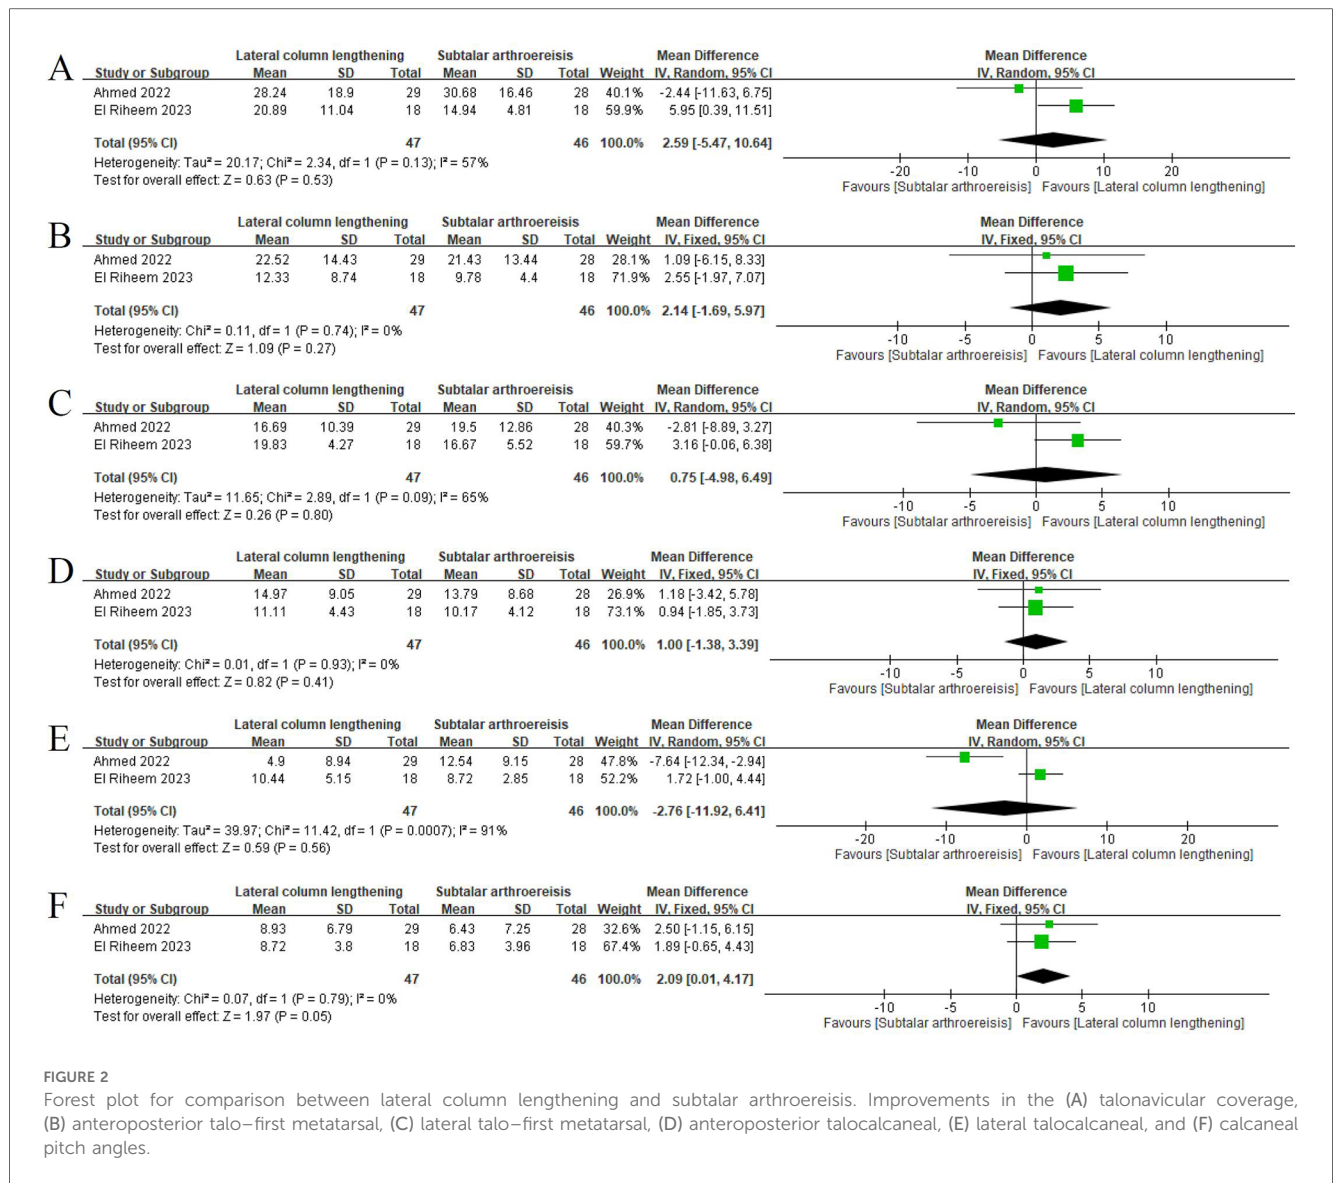 A
Lateral column lengthening Subtalar arthroereisis Mean Difference Mean Difference
Study or Subgroup Mean SD Total Mean SD Total Weight IV, Random, 95% CI IV, Random, 95% CI
Ahmed 2022 28.24 18.9 29 30.68 16.46 28 40.1% -2.44 [-11.63, 6.75]
El Riheem 2023 20.89 11.04 18 14.94 4.81 18 59.9% 5.95 [0.39, 11.51]
Total (95% CI) 47 46 100.0% 2.59 [-5.47, 10.64]
Heterogeneity: Tau² = 20.17; Chi² = 2.34, df = 1 (P = 0.13); I² = 57%
Test for overall effect: Z = 0.63 (P = 0.53)
-20 -10 0 10 20
Favours [Subtalar arthroereisis] Favours [Lateral column lengthening]
B
Lateral column lengthening Subtalar arthroereisis Mean Difference Mean Difference
Study or Subgroup Mean SD Total Mean SD Total Weight IV, Fixed, 95% CI IV, Fixed, 95% CI
Ahmed 2022 22.52 14.43 29 21.43 13.44 28 28.1% 1.09 [-6.15, 8.33]
El Riheem 2023 12.33 8.74 18 9.78 4.4 18 71.9% 2.55 [-1.97, 7.07]
Total (95% CI) 47 46 100.0% 2.14 [-1.69, 5.97]
Heterogeneity: Chi² = 0.11, df = 1 (P = 0.74); I² = 0%
Test for overall effect: Z = 1.09 (P = 0.27)
-10 -5 0 5 10
Favours [Subtalar arthroereisis] Favours [Lateral column lengthening]
C
Lateral column lengthening Subtalar arthroereisis Mean Difference Mean Difference
Study or Subgroup Mean SD Total Mean SD Total Weight IV, Random, 95% CI IV, Random, 95% CI
Ahmed 2022 16.69 10.39 29 19.5 12.86 28 40.3% -2.81 [-8.89, 3.27]
El Riheem 2023 19.83 4.27 18 16.67 5.52 18 59.7% 3.16 [-0.06, 6.38]
Total (95% CI) 47 46 100.0% 0.75 [-4.98, 6.49]
Heterogeneity: Tau² = 11.65; Chi² = 2.89, df = 1 (P = 0.09); I² = 65%
Test for overall effect: Z = 0.26 (P = 0.80)
-10 -5 0 5 10
Favours [Subtalar arthroereisis] Favours [Lateral column lengthening]
D
Lateral column lengthening Subtalar arthroereisis Mean Difference Mean Difference
Study or Subgroup Mean SD Total Mean SD Total Weight IV, Fixed, 95% CI IV, Fixed, 95% CI
Ahmed 2022 14.97 9.05 29 13.79 8.68 28 26.9% 1.18 [-3.42, 5.78]
El Riheem 2023 11.11 4.43 18 10.17 4.12 18 73.1% 0.94 [-1.85, 3.73]
Total (95% CI) 47 46 100.0% 1.00 [-1.38, 3.39]
Heterogeneity: Chi² = 0.01, df = 1 (P = 0.93); I² = 0%
Test for overall effect: Z = 0.82 (P = 0.41)
-10 -5 0 5 10
Favours [Subtalar arthroereisis] Favours [Lateral column lengthening]
E
Lateral column lengthening Subtalar arthroereisis Mean Difference Mean Difference
Study or Subgroup Mean SD Total Mean SD Total Weight IV, Random, 95% CI IV, Random, 95% CI
Ahmed 2022 4.9 8.94 29 12.54 9.15 28 47.8% -7.64 [-12.34, -2.94]
El Riheem 2023 10.44 5.15 18 8.72 2.85 18 52.2% 1.72 [-1.00, 4.44]
Total (95% CI) 47 46 100.0% -2.76 [-11.92, 6.41]
Heterogeneity: Tau² = 39.97; Chi² = 11.42, df = 1 (P = 0.0007); I² = 91%
Test for overall effect: Z = 0.59 (P = 0.56)
-20 -10 0 10 20
Favours [Subtalar arthroereisis] Favours [Lateral column lengthening]
F
Lateral column lengthening Subtalar arthroereisis Mean Difference Mean Difference
Study or Subgroup Mean SD Total Mean SD Total Weight IV, Fixed, 95% CI IV, Fixed, 95% CI
Ahmed 2022 8.93 6.79 29 6.43 7.25 28 32.6% 2.50 [-1.15, 6.15]
El Riheem 2023 8.72 3.8 18 6.83 3.96 18 67.4% 1.89 [-0.65, 4.43]
Total (95% CI) 47 46 100.0% 2.09 [0.01, 4.17]
Heterogeneity: Chi² = 0.07, df = 1 (P = 0.79); I² = 0%
Test for overall effect: Z = 1.97 (P = 0.05)
-10 -5 0 5 10
Favours [Subtalar arthroereisis] Favours [Lateral column lengthening]
FIGURE 2
Forest plot for comparison between lateral column lengthening and subtalar arthroereisis. Improvements in the (A) talonavicular coverage,
(B) anteroposterior talo–first metatarsal, (C) lateral talo–first metatarsal, (D) anteroposterior talocalcaneal, (E) lateral talocalcaneal, and (F) calcaneal
pitch angles.